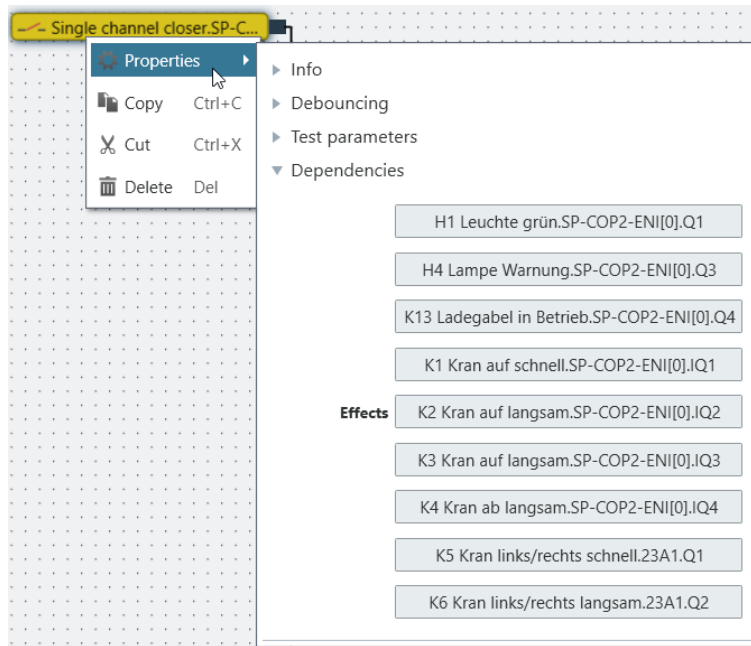 Single channel closer.SP-C...
Properties
Copy Ctrl+C
Cut Ctrl+X
Delete Del
Info
Debouncing
Test parameters
Dependencies
Effects
H1 Leuchte grün.SP-COP2-ENI[0].Q1
H4 Lampe Warnung.SP-COP2-ENI[0].Q3
K13 Ladegabel in Betrieb.SP-COP2-ENI[0].Q4
K1 Kran auf schnell.SP-COP2-ENI[0].IQ1
K2 Kran auf langsam.SP-COP2-ENI[0].IQ2
K3 Kran auf langsam.SP-COP2-ENI[0].IQ3
K4 Kran ab langsam.SP-COP2-ENI[0].IQ4
K5 Kran links/rechts schnell.23A1.Q1
K6 Kran links/rechts langsam.23A1.Q2